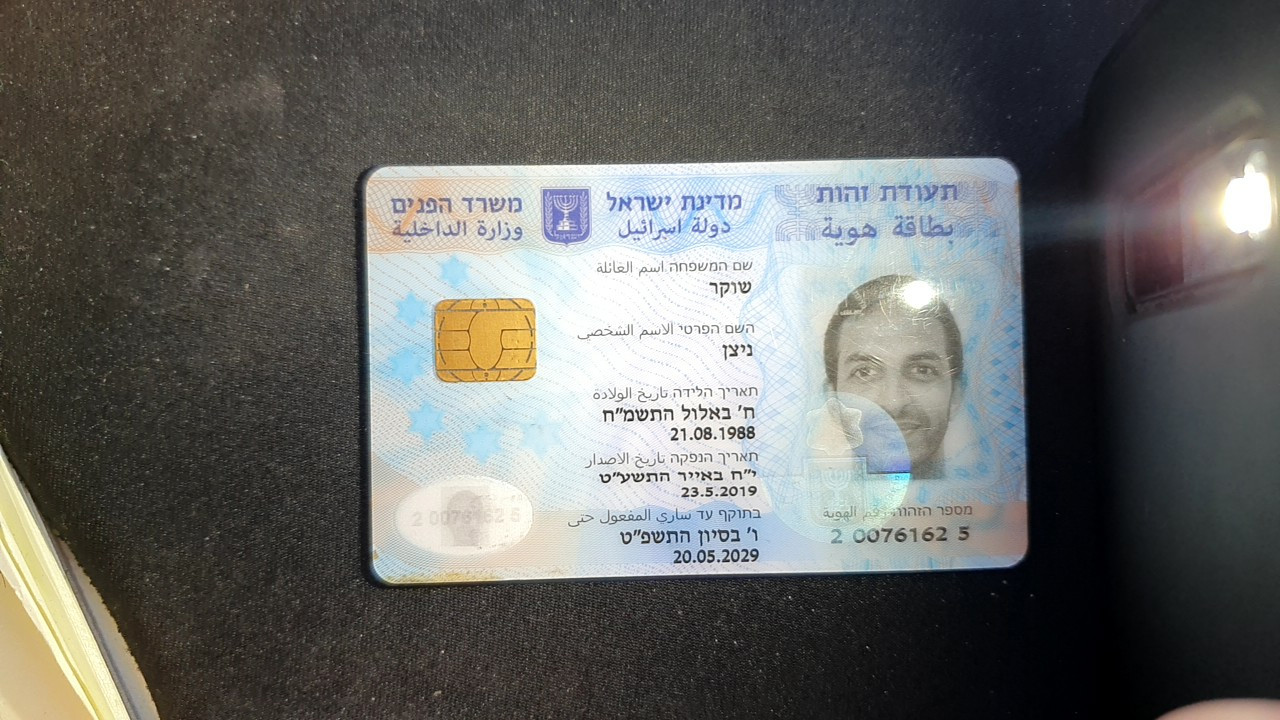 תעודת זהות
بطاقة هوية
מדינת ישראל
دولة اسرائيل
משרד הפנים
وزارة الداخلية
שם המשפחה اسم العائلة
שוקר
השם הפרטי الاسم الشخصي
ניצן
תאריך הלידה تاريخ الولادة
ח' באלול התשמ"ח
21.08.1988
תאריך הנפקה تاريخ الاصدار
י"ח באייר התשע"ט
23.5.2019
בתוקף עד ساري المفعول حتى
ו' בסיון התשפ"ט
20.05.2029
מספר הזהות رقم الهوية
2 0076162 5
2 0076162 5